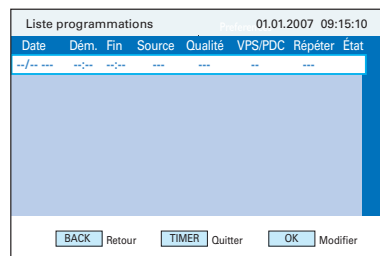 Liste programmations 01.01.2007 09:15:10
Date Dém. Fin Source Qualité VPS/PDC Répéter État
--/-- --- --:-- --:-- --- --- -- ---
BACK Retour TIMER Quitter OK Modifier